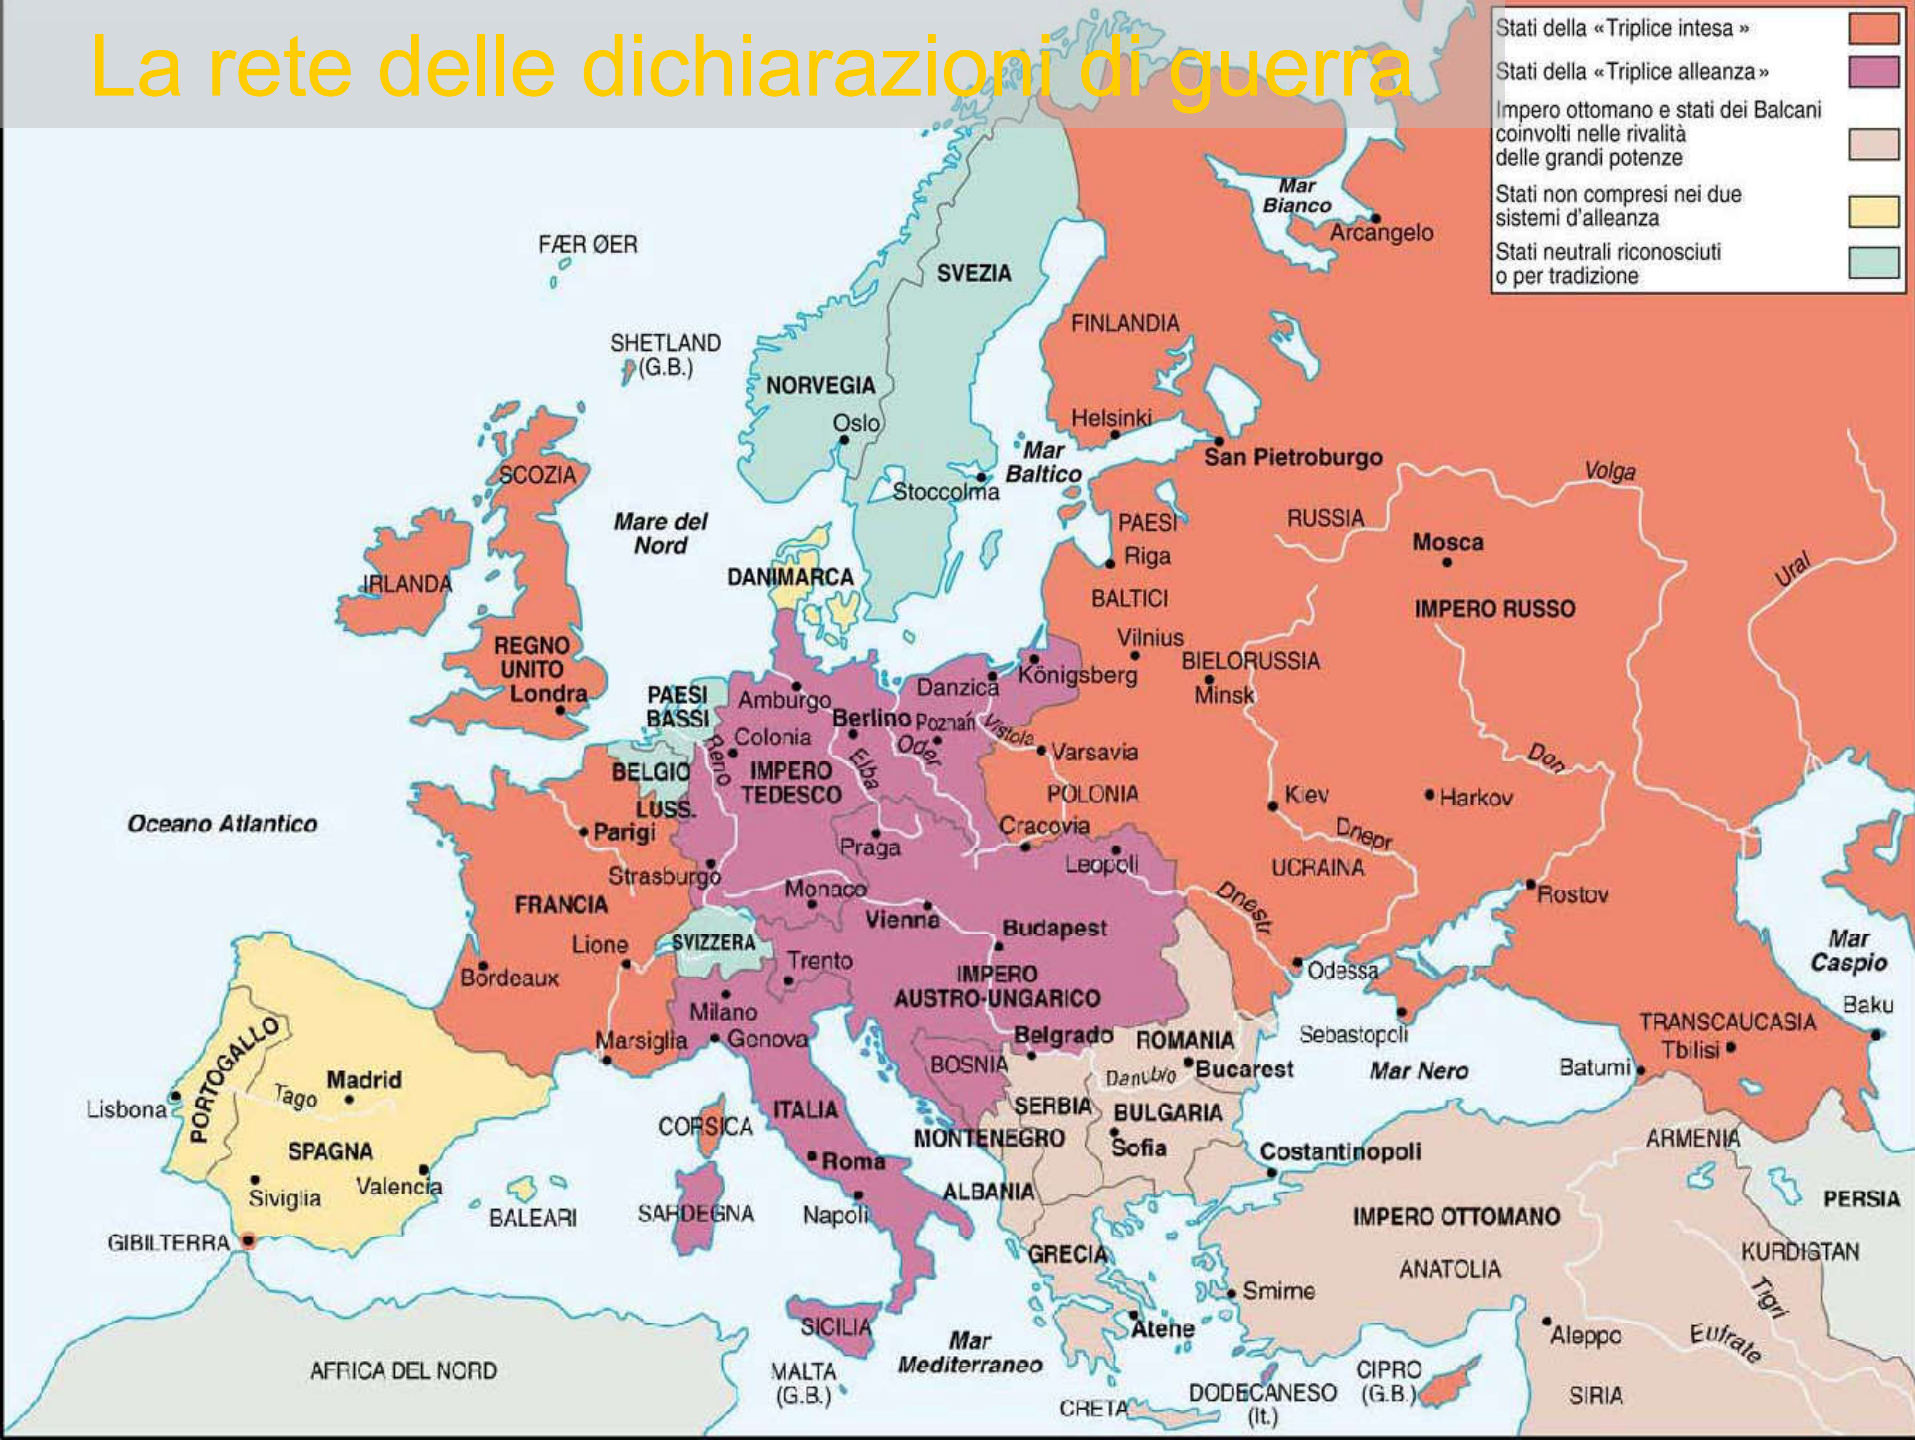 La rete delle dichiarazioni di guerra
Stati della «Triplice intesa »
Stati della «Triplice alleanza»
Impero ottomano e stati dei Balcani
coinvolti nelle rivalità
delle grandi potenze
Stati non compresi nei due
sistemi d'alleanza
Stati neutrali riconosciuti
o per tradizione
Mar
Bianco
Arcangelo
FÆR ØER
SVEZIA
SHETLAND
(G.B.)
FINLANDIA
NORVEGIA
Oslo
Helsinki
Mar
Baltico
San Pietroburgo
Volga
SCOZIA
Stoccolma
Mare del
Nord
PAESI
RUSSIA
Mosca
Riga
Ural
IRLANDA
DANIMARCA
BALTICI
IMPERO RUSSO
Vilnius
REGNO
UNITO
Londra
BIELORUSSIA
Minsk
Königsberg
Danzica
PAESI
BASSI
Amburgo
Berlino
Poznań
Vistola
Colonia
Reno
Elba
Oder
Varsavia
Don
BELGIO
IMPERO
TEDESCO
POLONIA
Kiev
Harkov
LUSS.
Oceano Atlantico
Parigi
Cracovia
Dnepr
Praga
Leopoli
UCRAINA
Strasburgo
Monaco
Dnestr
Rostov
FRANCIA
Vienna
Budapest
Lione
SVIZZERA
Mar
Caspio
Trento
Bordeaux
IMPERO
AUSTRO-UNGARICO
Odessa
Milano
Baku
Marsiglia
Genova
Belgrado
ROMANIA
Sebastopoli
TRANSCAUCASIA
Tbilisi
BOSNIA
Danubio
Bucarest
Mar Nero
Batumi
PORTOGALLO
Madrid
Tago
Lisbona
ITALIA
SERBIA
BULGARIA
CORSICA
MONTENEGRO
Sofia
ARMENIA
SPAGNA
Roma
Costantinopoli
Siviglia
Valencia
ALBANIA
PERSIA
BALEARI
SARDEGNA
Napoli
IMPERO OTTOMANO
GIBILTERRA
GRECIA
KURDISTAN
ANATOLIA
Smirne
Tigri
SICILIA
Atene
Aleppo
Eufrate
Mar
Mediterraneo
AFRICA DEL NORD
MALTA
(G.B.)
CIPRO
(G.B.)
DODECANESO
(It.)
CRETA
SIRIA